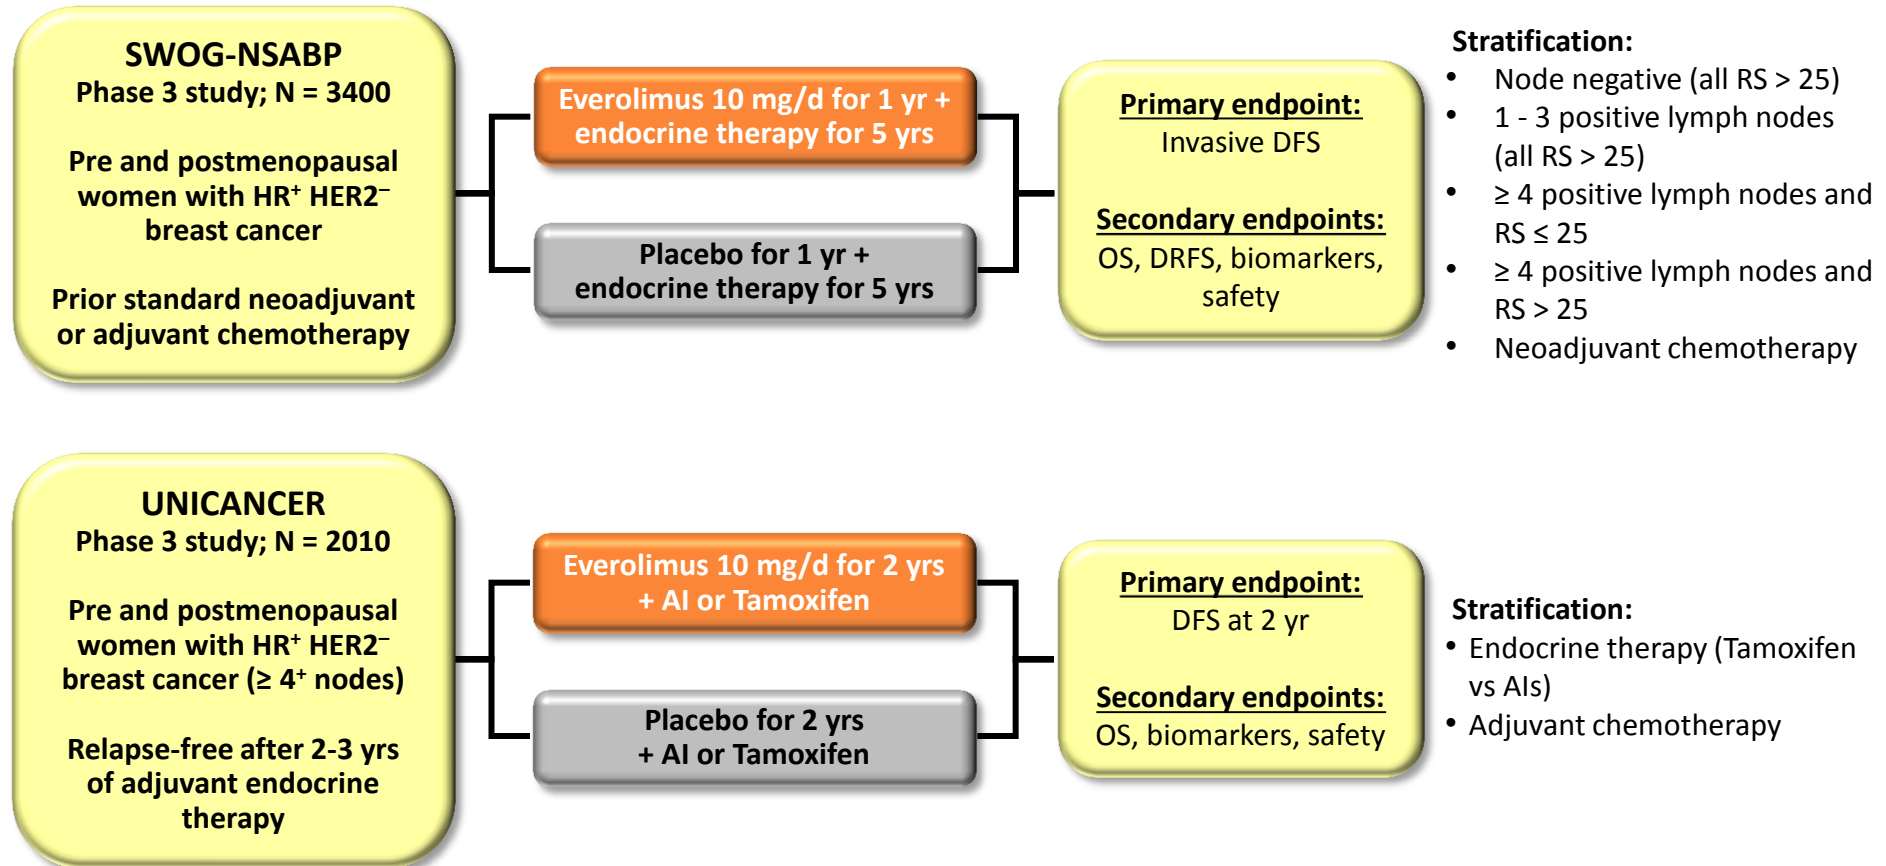 SWOG-NSABP
Phase 3 study; N = 3400
Pre and postmenopausal
women with HR⁺ HER2⁻
breast cancer
Prior standard neoadjuvant
or adjuvant chemotherapy
Everolimus 10 mg/d for 1 yr +
endocrine therapy for 5 yrs
Placebo for 1 yr +
endocrine therapy for 5 yrs
Primary endpoint:
Invasive DFS
Secondary endpoints:
OS, DRFS, biomarkers,
safety
Stratification:
• Node negative (all RS > 25)
• 1 - 3 positive lymph nodes
(all RS > 25)
• ≥ 4 positive lymph nodes and
RS ≤ 25
• ≥ 4 positive lymph nodes and
RS > 25
• Neoadjuvant chemotherapy
UNICANCER
Phase 3 study; N = 2010
Pre and postmenopausal
women with HR⁺ HER2⁻
breast cancer (≥ 4⁺ nodes)
Relapse-free after 2-3 yrs
of adjuvant endocrine
therapy
Everolimus 10 mg/d for 2 yrs
+ AI or Tamoxifen
Placebo for 2 yrs
+ AI or Tamoxifen
Primary endpoint:
DFS at 2 yr
Secondary endpoints:
OS, biomarkers, safety
Stratification:
• Endocrine therapy (Tamoxifen
vs AIs)
• Adjuvant chemotherapy